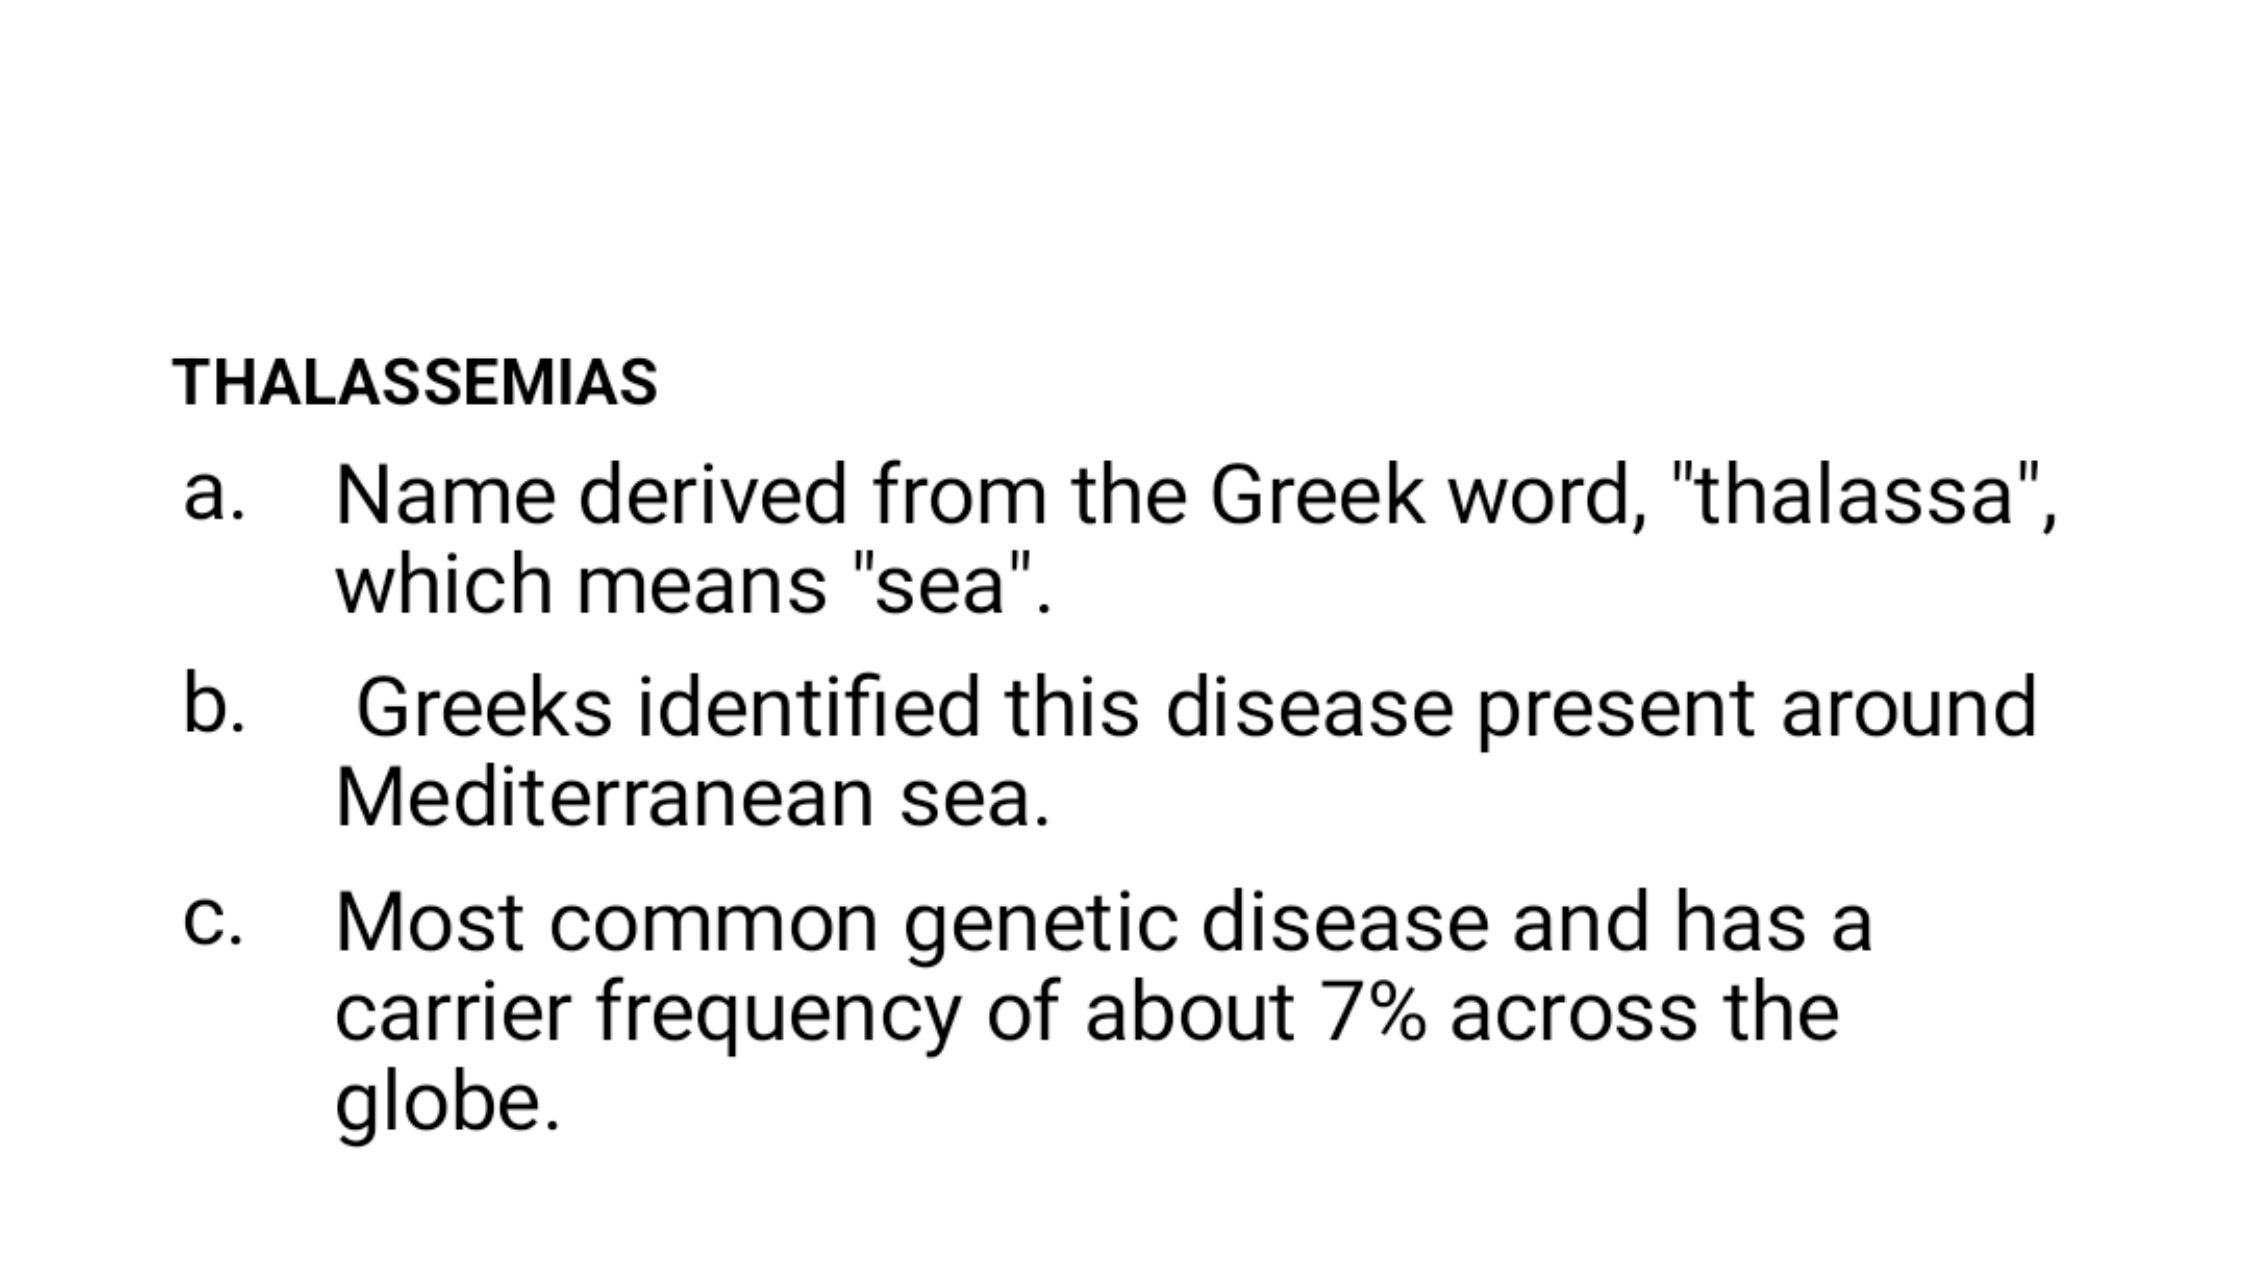 THALASSEMIAS
a. Name derived from the Greek word, "thalassa",
which means "sea".
b. Greeks identified this disease present around
Mediterranean sea.
c. Most common genetic disease and has a
carrier frequency of about 7% across the
globe.